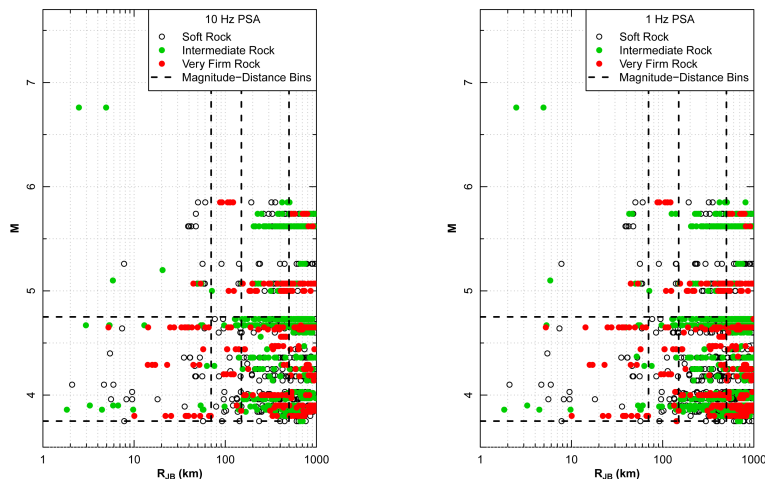 10 Hz PSA
Soft Rock
Intermediate Rock
Very Firm Rock
Magnitude−Distance Bins
7
6
5
4
M
1
10
100
1000
R_JB (km)
1 Hz PSA
Soft Rock
Intermediate Rock
Very Firm Rock
Magnitude−Distance Bins
7
6
5
4
M
1
10
100
1000
R_JB (km)